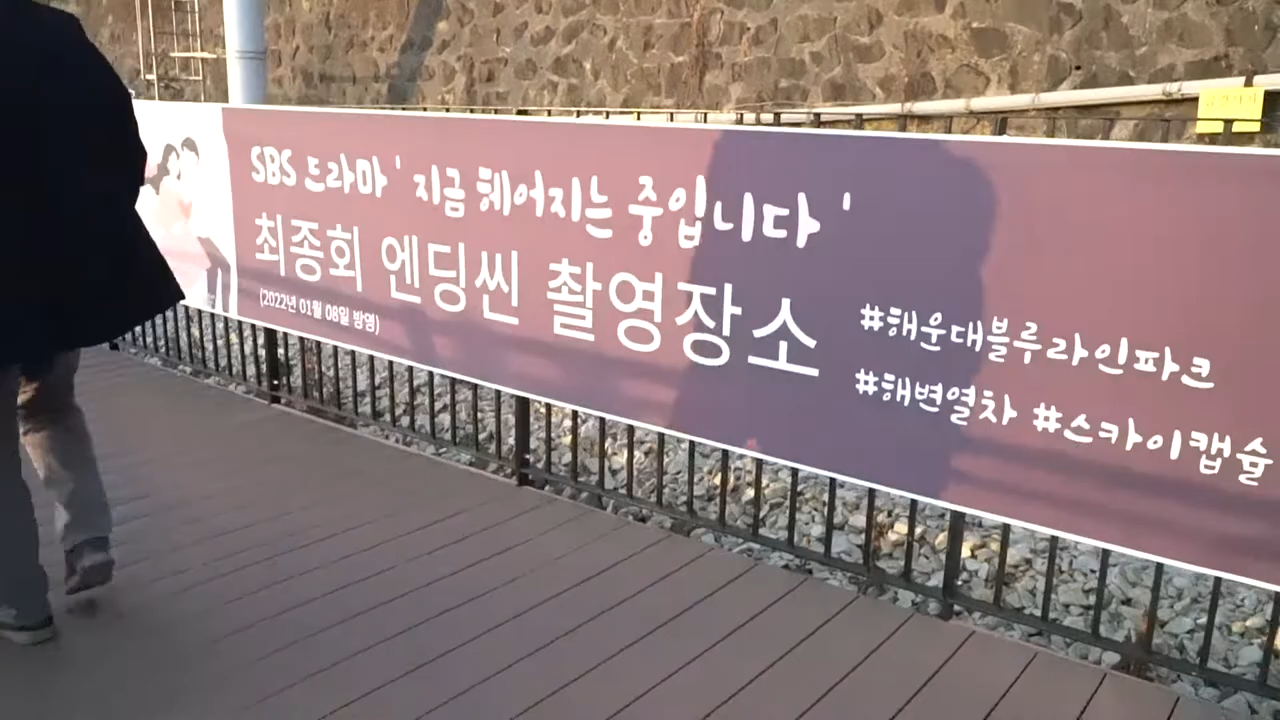 SBS 드라마 '지금 헤어지는 중입니다'
최종회 엔딩씬 촬영장소
(2022년 01월 08일 방영)
#해운대블루라인파크
#해변열차 #스카이캡슐